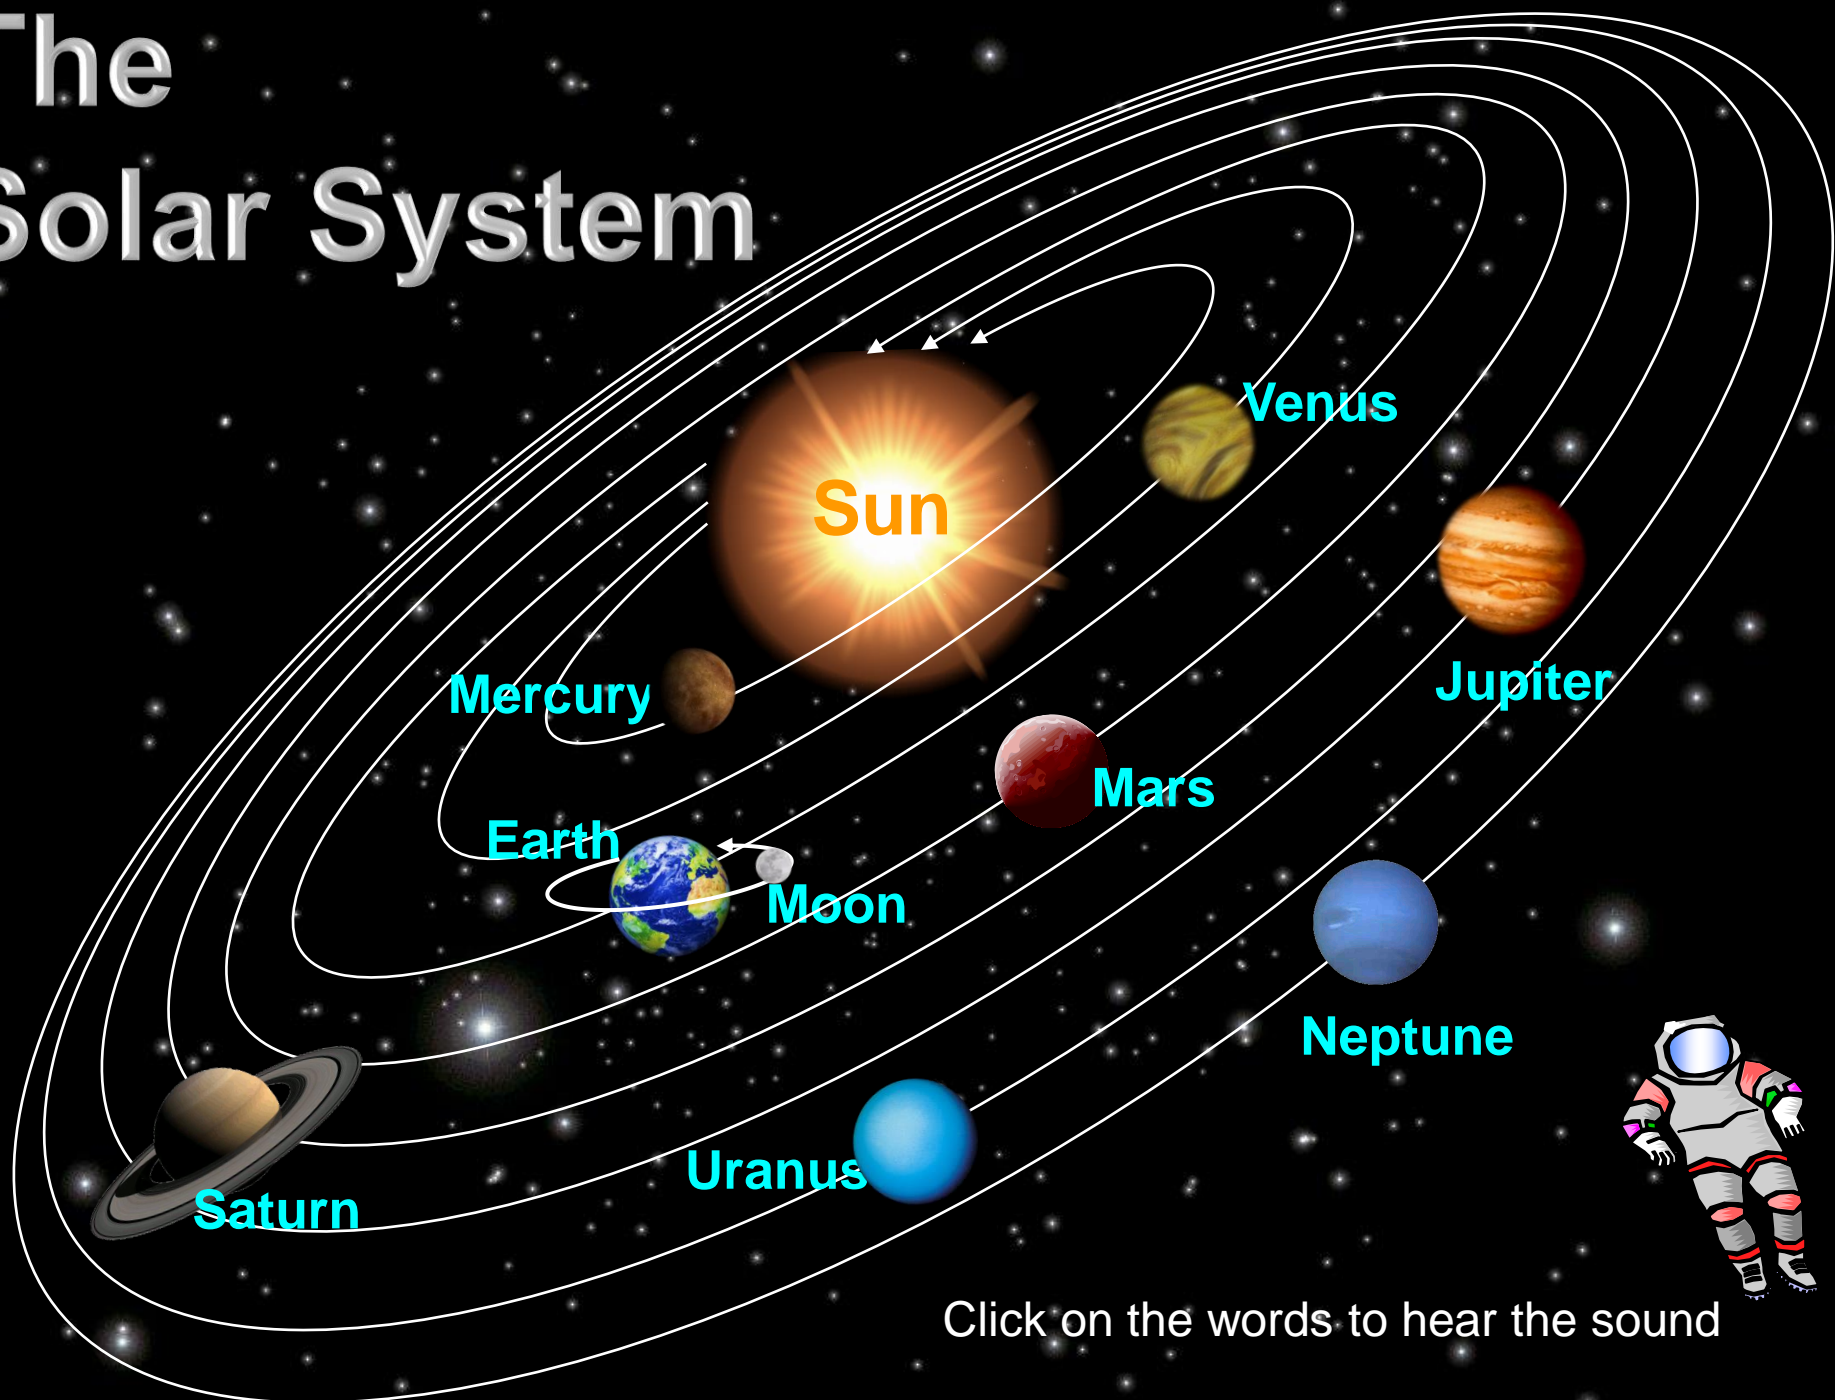 The
Solar System
Venus
Sun
Jupiter
Mercury
Mars
Earth
Moon
Neptune
Uranus
Saturn
Click on the words to hear the sound